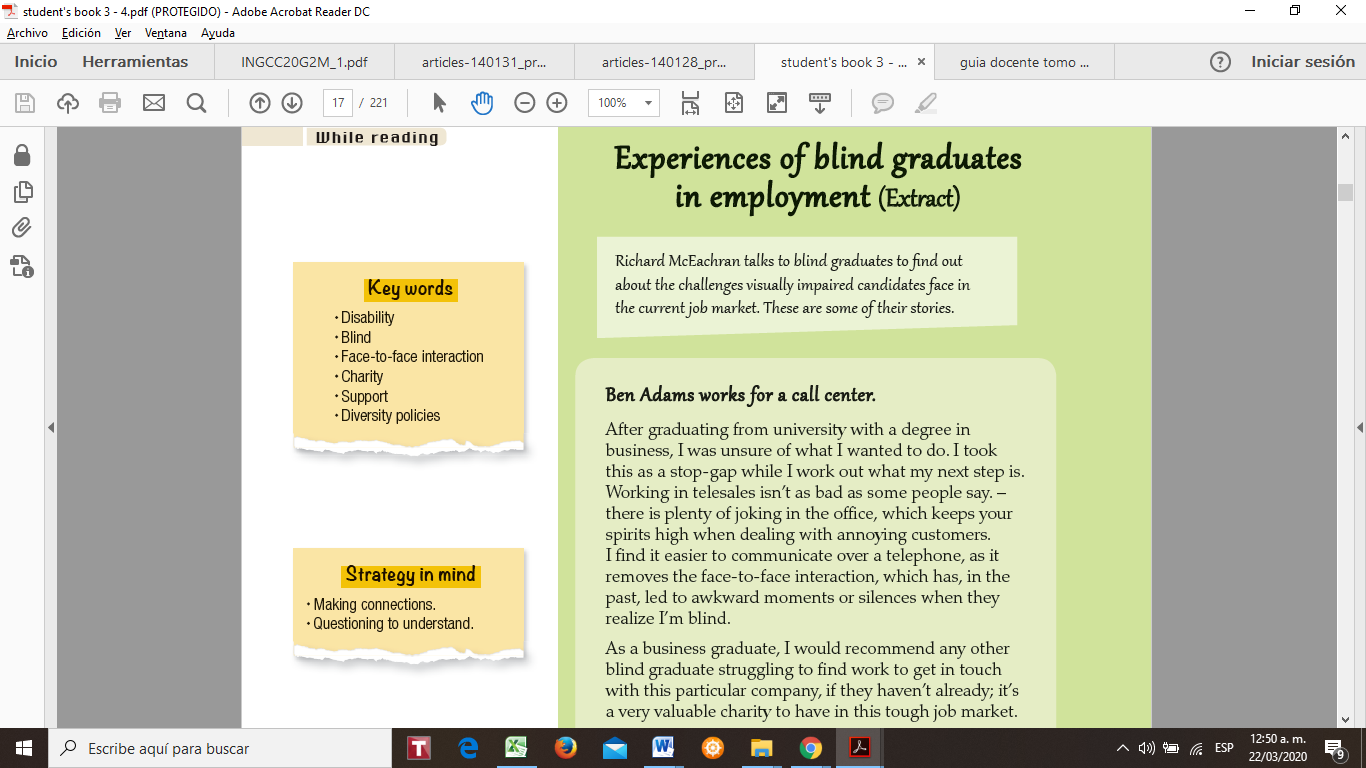 student's book 3 - 4.pdf (PROTEGIDO) - Adobe Acrobat Reader DC
Archivo Edición Ver Ventana Ayuda
Inicio Herramientas INGCC20G2M_1.pdf articles-140131_pr... articles-140128_pr... student's book 3 - ... × guia docente tomo ... Iniciar sesión
17 / 221 100%
While reading
Experiences of blind graduates
in employment (Extract)
Richard McEachran talks to blind graduates to find out
about the challenges visually impaired candidates face in
the current job market. These are some of their stories.
Key words
• Disability
• Blind
• Face-to-face interaction
• Charity
• Support
• Diversity policies
Strategy in mind
• Making connections.
• Questioning to understand.
Ben Adams works for a call center.
After graduating from university with a degree in
business, I was unsure of what I wanted to do. I took
this as a stop-gap while I work out what my next step is.
Working in telesales isn't as bad as some people say. –
there is plenty of joking in the office, which keeps your
spirits high when dealing with annoying customers.
I find it easier to communicate over a telephone, as it
removes the face-to-face interaction, which has, in the
past, led to awkward moments or silences when they
realize I'm blind.
As a business graduate, I would recommend any other
blind graduate struggling to find work to get in touch
with this particular company, if they haven't already; it's
a very valuable charity to have in this tough job market.
Escribe aquí para buscar
ESP
12:50 a. m.
22/03/2020
9